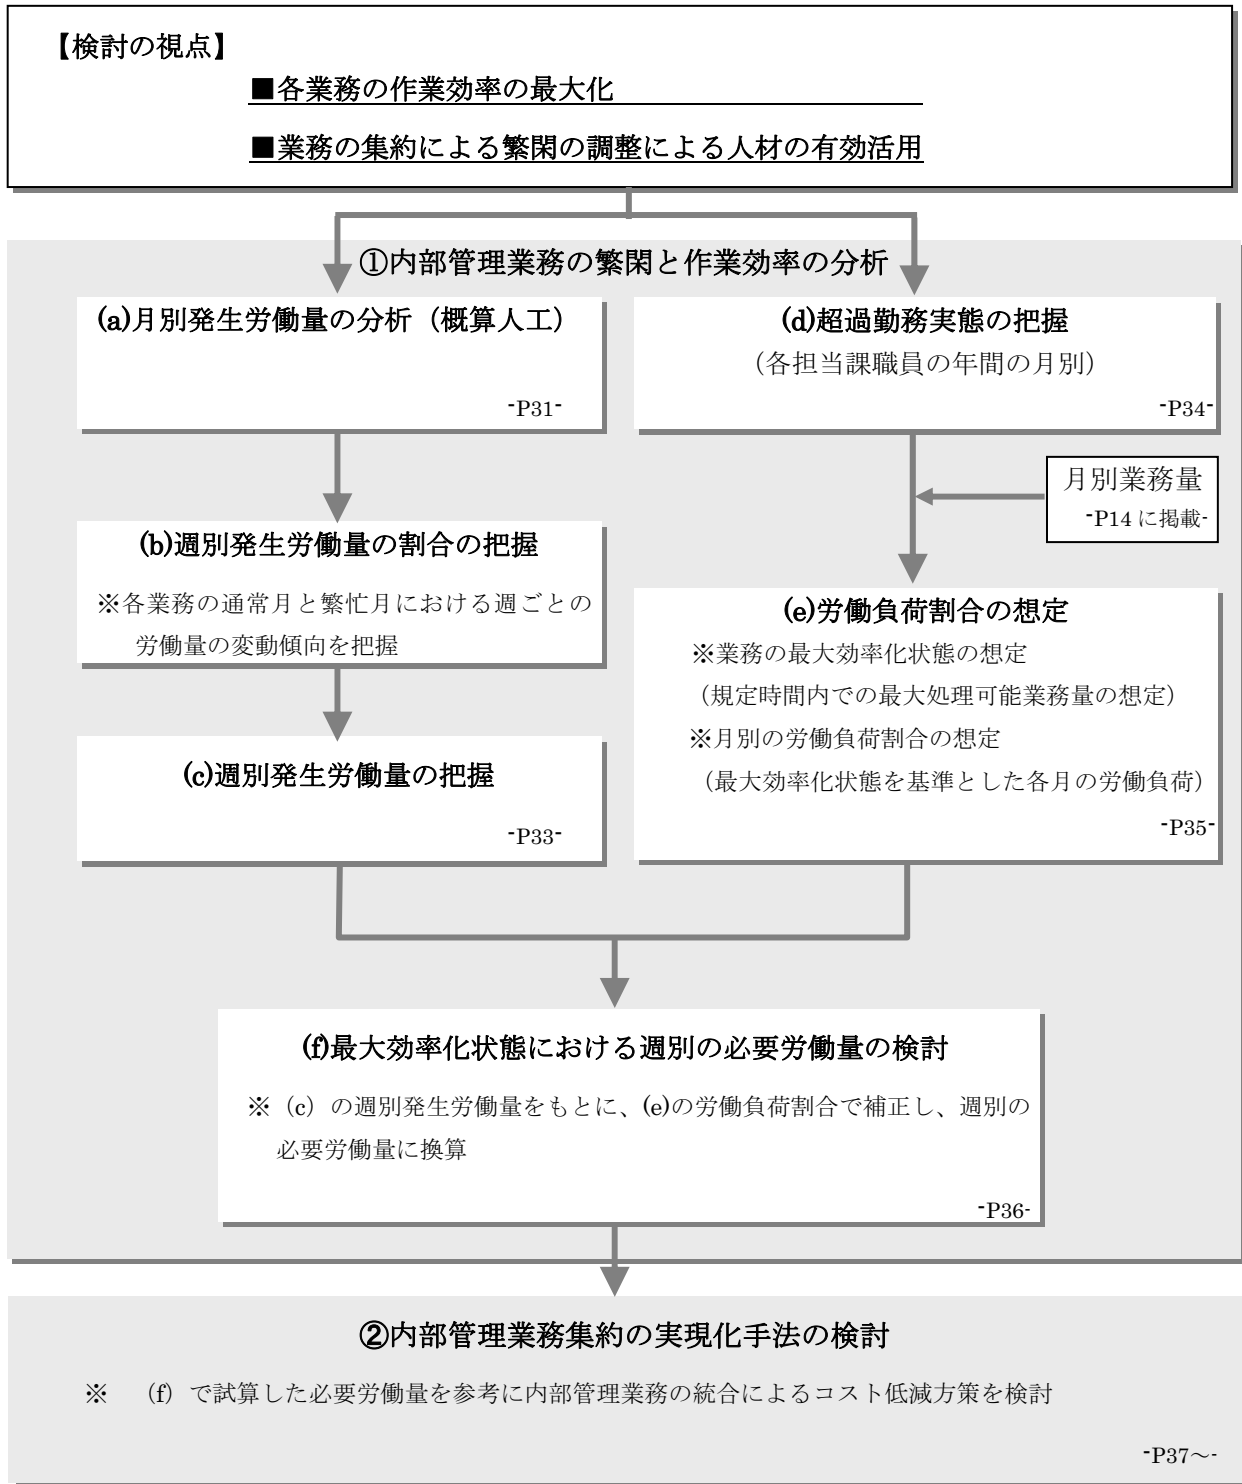 【検討の視点】
■各業務の作業効率の最大化
■業務の集約による繁閑の調整による人材の有効活用
①内部管理業務の繁閑と作業効率の分析
(a)月別発生労働量の分析（概算人工）
-P31-
(b)週別発生労働量の割合の把握
※各業務の通常月と繁忙月における週ごとの
労働量の変動傾向を把握
(c)週別発生労働量の把握
-P33-
(d)超過勤務実態の把握
（各担当課職員の年間の月別）
-P34-
月別業務量
-P14 に掲載-
(e)労働負荷割合の想定
※業務の最大効率化状態の想定
（規定時間内での最大処理可能業務量の想定）
※月別の労働負荷割合の想定
（最大効率化状態を基準とした各月の労働負荷）
-P35-
(f)最大効率化状態における週別の必要労働量の検討
※（c）の週別発生労働量をもとに、(e)の労働負荷割合で補正し、週別の
必要労働量に換算
-P36-
②内部管理業務集約の実現化手法の検討
※　（f）で試算した必要労働量を参考に内部管理業務の統合によるコスト低減方策を検討
-P37～-